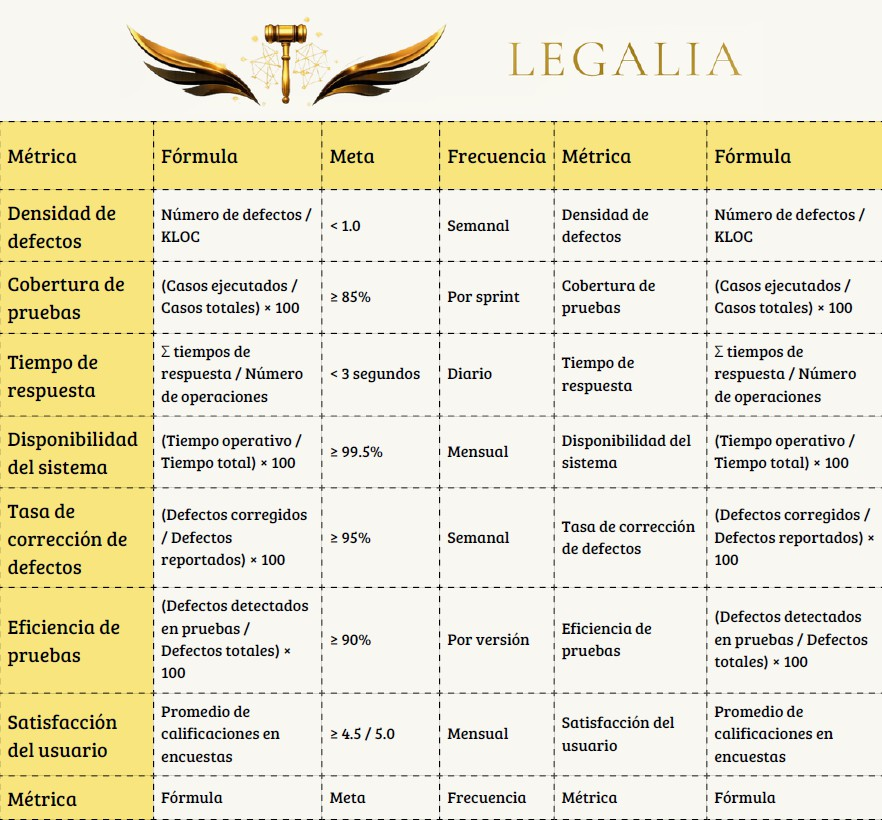 LEGALIA
Métrica
Fórmula
Meta
Frecuencia
Métrica
Fórmula
Densidad de
defectos
Número de defectos /
KLOC
< 1.0
Semanal
Densidad de
defectos
Número de defectos /
KLOC
Cobertura de
pruebas
(Casos ejecutados /
Casos totales) × 100
≥ 85%
Por sprint
Cobertura de
pruebas
(Casos ejecutados /
Casos totales) × 100
Tiempo de
respuesta
Σ tiempos de
respuesta / Número
de operaciones
< 3 segundos
Diario
Tiempo de
respuesta
Σ tiempos de
respuesta / Número
de operaciones
Disponibilidad
del sistema
(Tiempo operativo /
Tiempo total) × 100
≥ 99.5%
Mensual
Disponibilidad del
sistema
(Tiempo operativo /
Tiempo total) × 100
Tasa de
corrección de
defectos
(Defectos corregidos
/ Defectos
reportados) × 100
≥ 95%
Semanal
Tasa de corrección
de defectos
(Defectos corregidos /
Defectos reportados) ×
100
Eficiencia de
pruebas
(Defectos detectados
en pruebas /
Defectos totales) ×
100
≥ 90%
Por versión
Eficiencia de
pruebas
(Defectos detectados
en pruebas / Defectos
totales) × 100
Satisfacción
del usuario
Promedio de
calificaciones en
encuestas
≥ 4.5 / 5.0
Mensual
Satisfacción del
usuario
Promedio de
calificaciones en
encuestas
Métrica
Fórmula
Meta
Frecuencia
Métrica
Fórmula